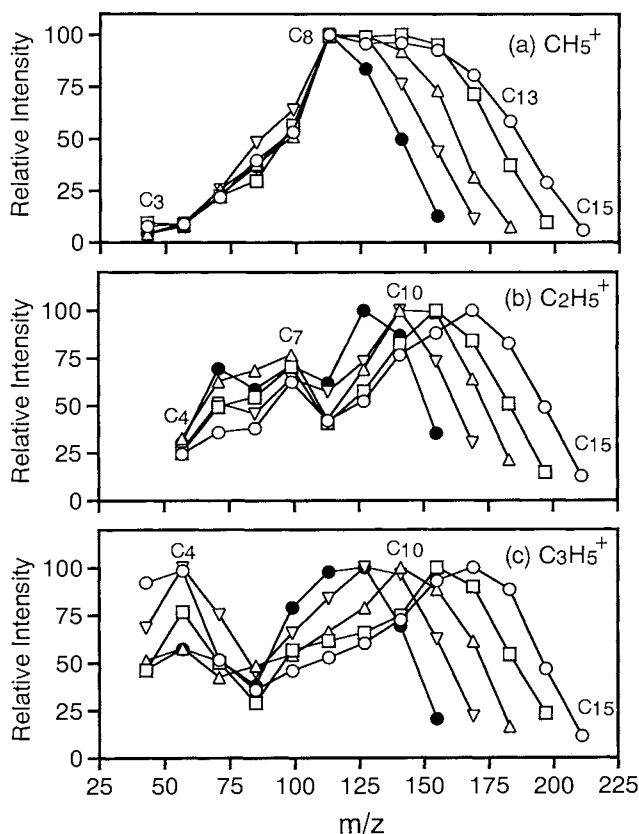 (a) CH5+
100
C8
75
C13
50
25
C3
C15
0
Relative Intensity
(b) C2H5+
100
C10
C7
75
50
C4
25
C15
0
Relative Intensity
(c) C3H5+
100
C4
C10
75
50
25
C15
0
Relative Intensity
25 50 75 100 125 150 175 200 225
m/z